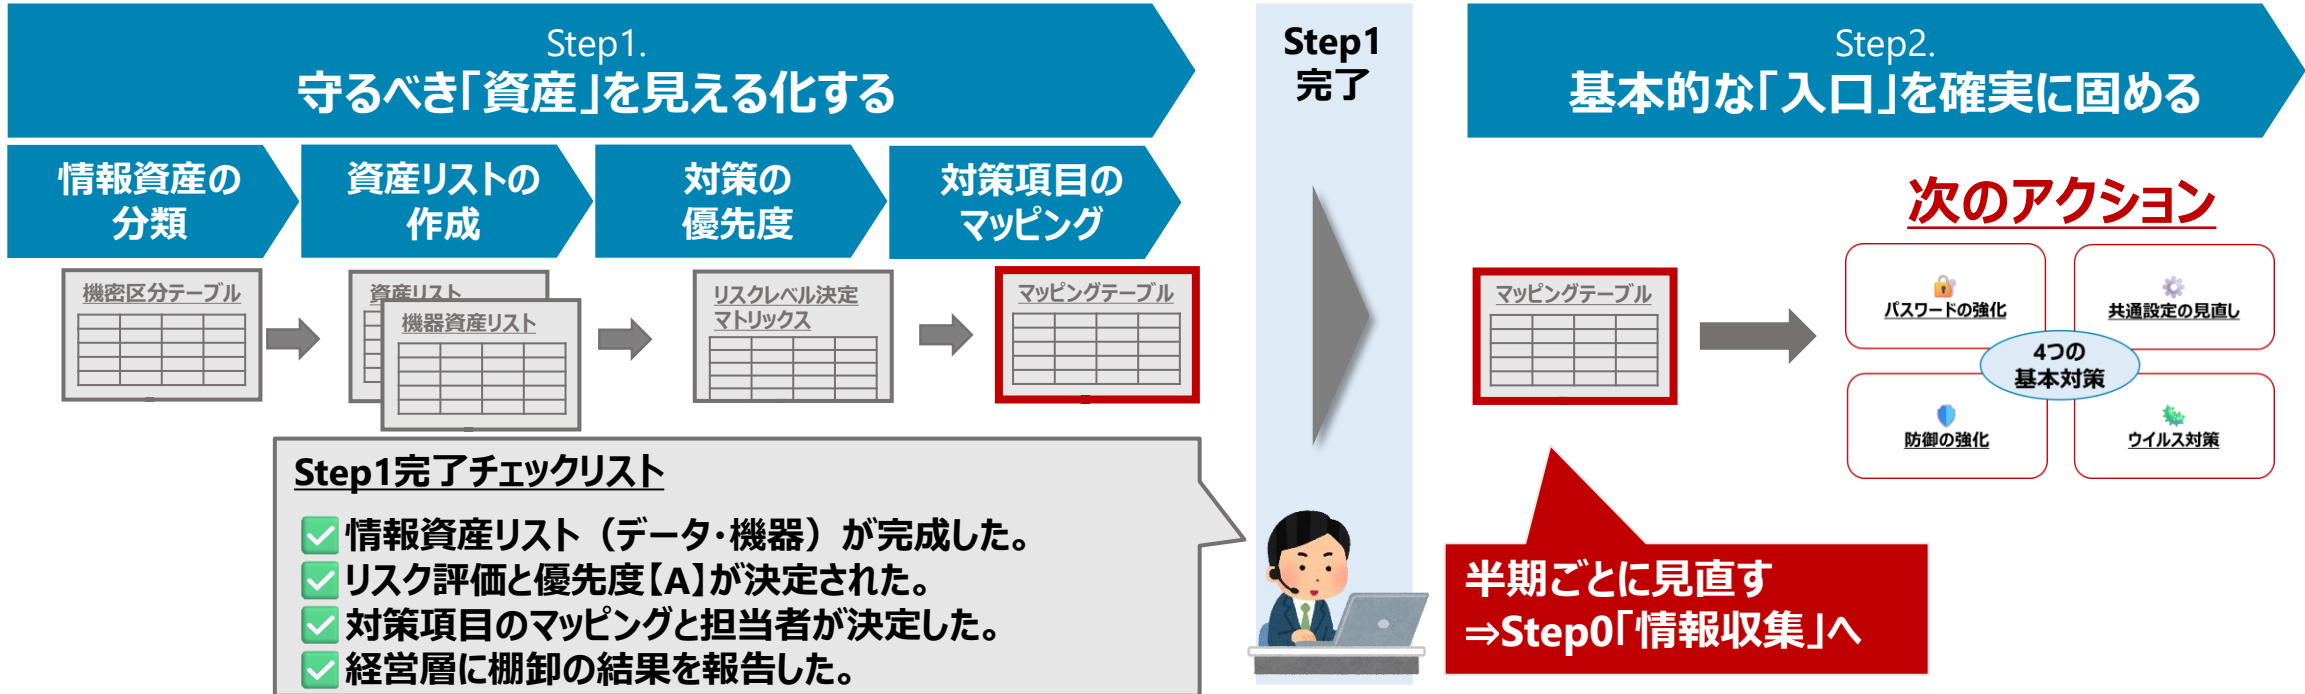 Step1.
守るべき「資産」を見える化する
Step1
完了
Step2.
基本的な「入口」を確実に固める
情報資産の
分類
資産リストの
作成
対策の
優先度
対策項目の
マッピング
次のアクション
機密区分テーブル
資産リスト
機器資産リスト
リスクレベル決定
マトリックス
マッピングテーブル
マッピングテーブル
パスワードの強化
共通設定の見直し
4つの
基本対策
防御の強化
ウイルス対策
Step1完了チェックリスト
✅情報資産リスト（データ・機器）が完成した。
✅リスク評価と優先度【A】が決定された。
✅対策項目のマッピングと担当者が決定した。
✅経営層に棚卸の結果を報告した。
半期ごとに見直す
⇒Step0「情報収集」へ